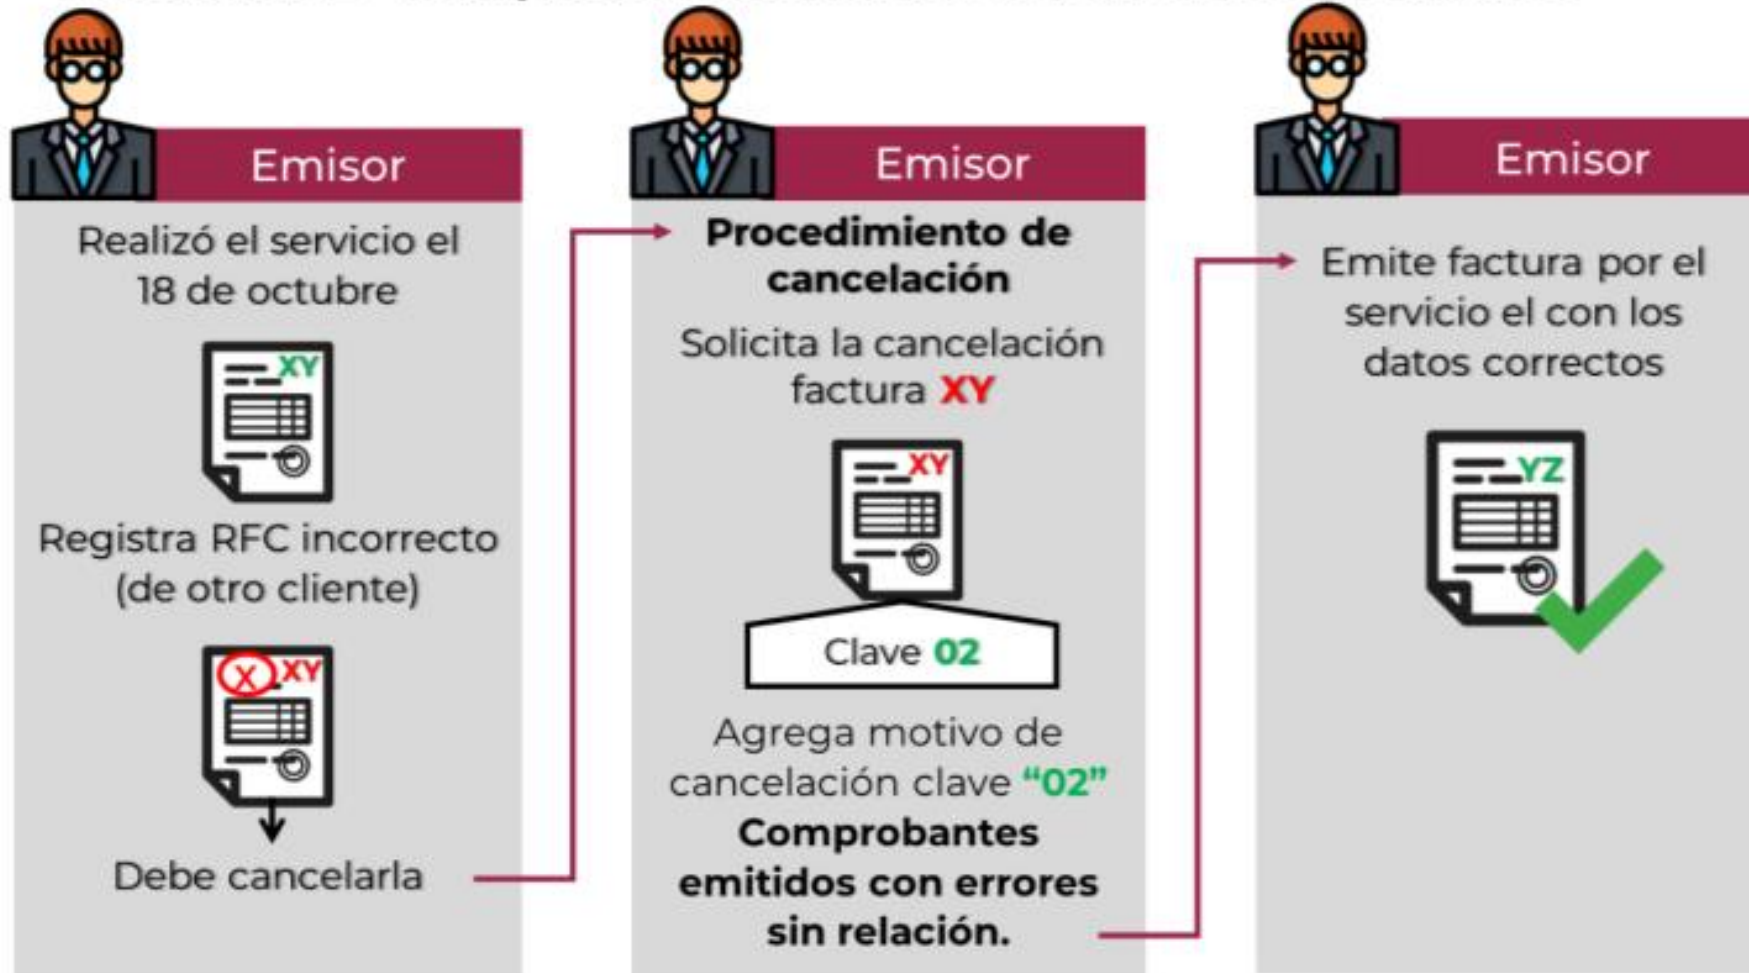 Emisor
Realizó el servicio el
18 de octubre
XY
Registra RFC incorrecto
(de otro cliente)
X XY
Debe cancelarla
Emisor
Procedimiento de
cancelación
Solicita la cancelación
factura XY
XY
Clave 02
Agrega motivo de
cancelación clave “02”
Comprobantes
emitidos con errores
sin relación.
Emisor
Emite factura por el
servicio el con los
datos correctos
YZ